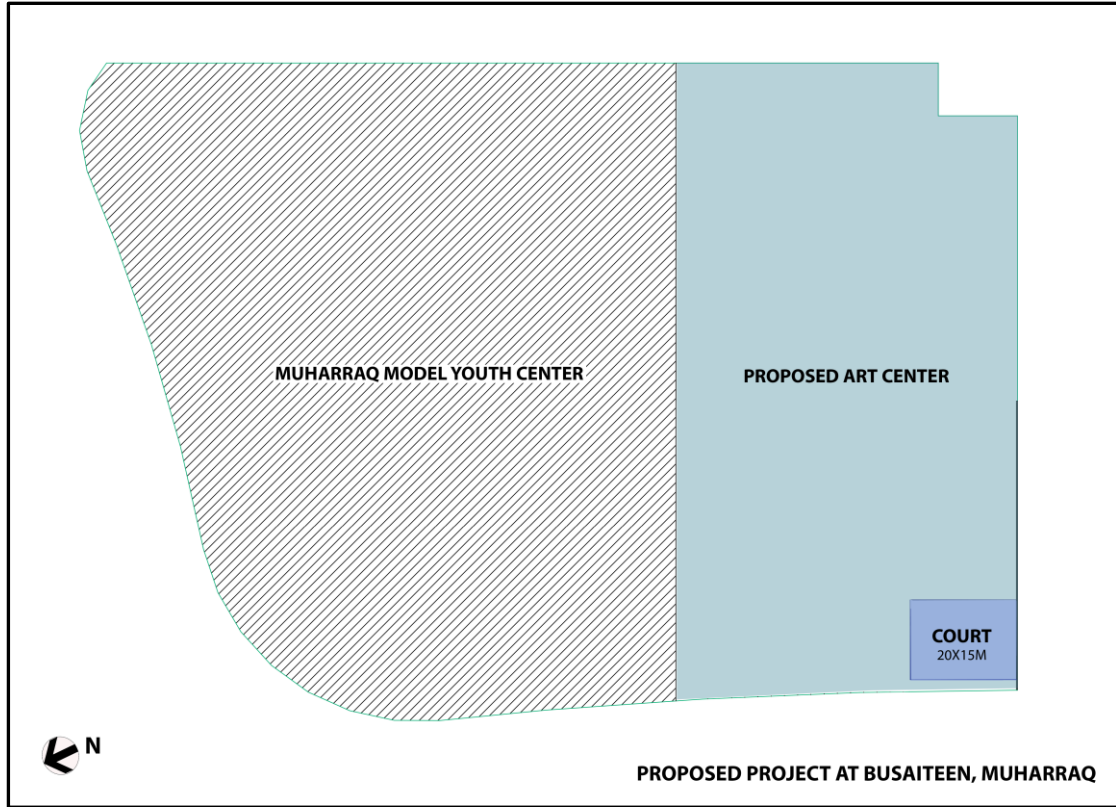 MUHARRAQ MODEL YOUTH CENTER
PROPOSED ART CENTER
COURT
20X15M
N
PROPOSED PROJECT AT BUSAITEEN, MUHARRAQ